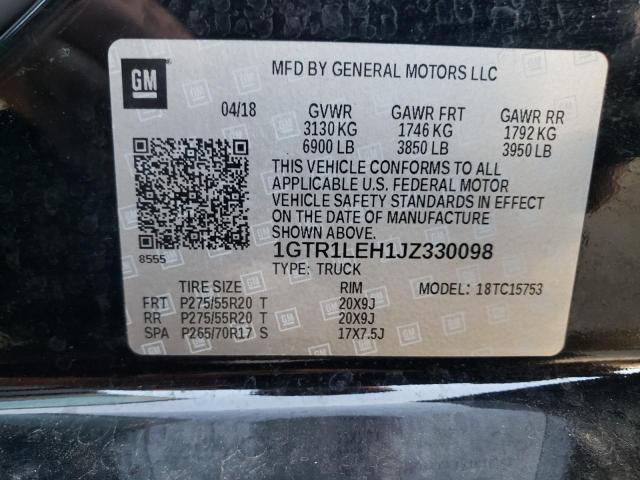 GM
MFD BY GENERAL MOTORS LLC
04/18 GVWR GAWR FRT GAWR RR
3130 KG 1746 KG 1792 KG
6900 LB 3850 LB 3950 LB
THIS VEHICLE CONFORMS TO ALL
APPLICABLE U.S. FEDERAL MOTOR
VEHICLE SAFETY STANDARDS IN EFFECT
ON THE DATE OF MANUFACTURE
SHOWN ABOVE.
8555
1GTR1LEH1JZ330098
TYPE: TRUCK
TIRE SIZE RIM MODEL: 18TC15753
FRT P275/55R20 T 20X9J
RR P275/55R20 T 20X9J
SPA P265/70R17 S 17X7.5J